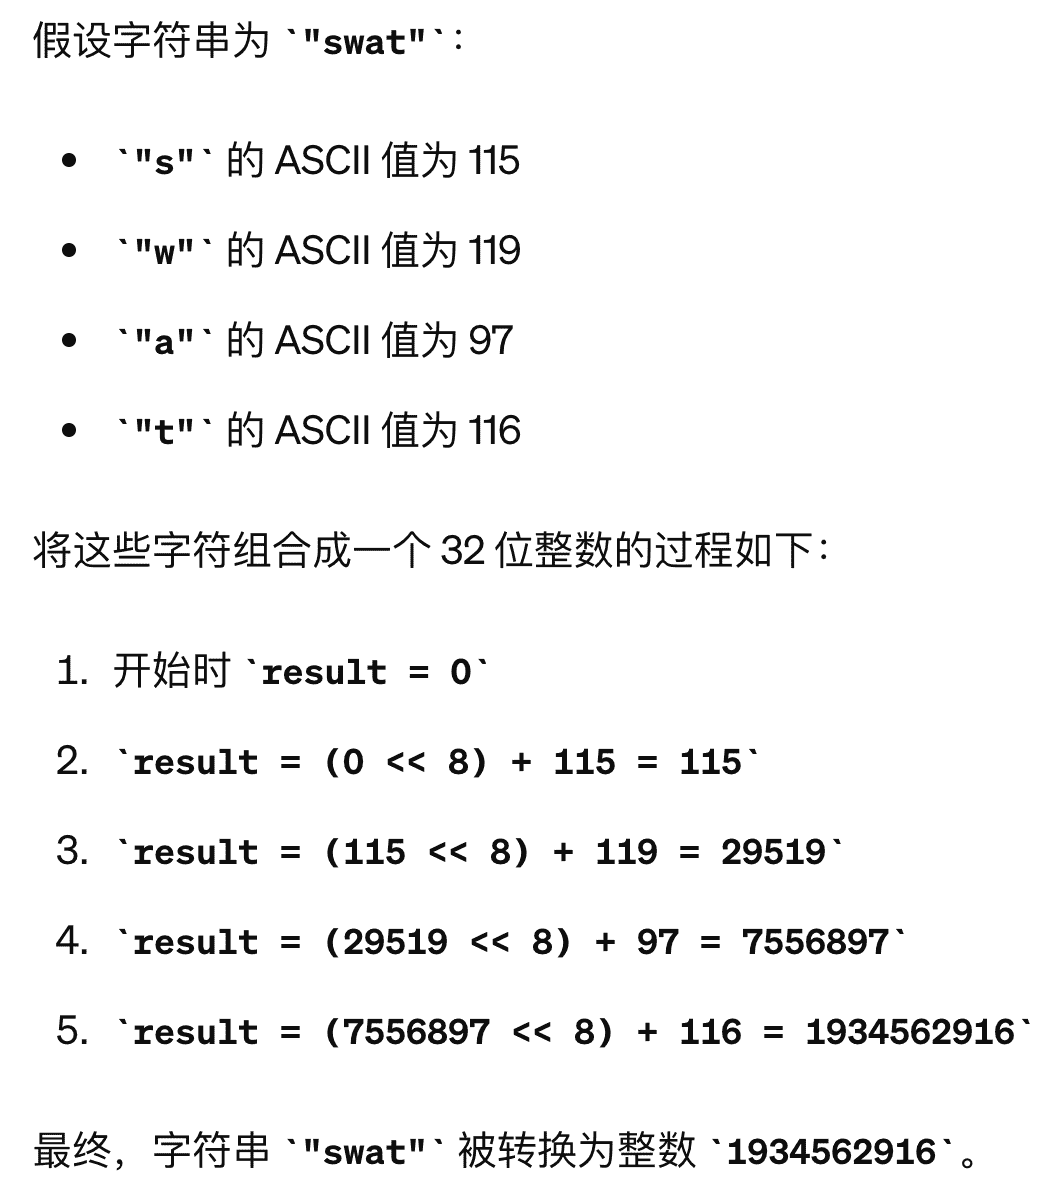 假设字符串为 `"swat"`：
• `"s"` 的 ASCII 值为 115
• `"w"` 的 ASCII 值为 119
• `"a"` 的 ASCII 值为 97
• `"t"` 的 ASCII 值为 116
将这些字符组合成一个 32 位整数的过程如下：
1. 开始时 `result = 0`
2. `result = (0 << 8) + 115 = 115`
3. `result = (115 << 8) + 119 = 29519`
4. `result = (29519 << 8) + 97 = 7556897`
5. `result = (7556897 << 8) + 116 = 1934562916`
最终，字符串 `"swat"` 被转换为整数 `1934562916`。